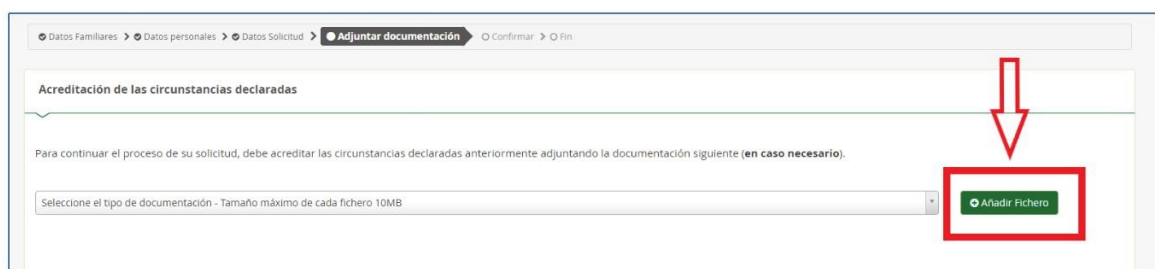 Datos Familiares > Datos personales > Datos Solicitud > Adjuntar documentación Confirmar > Fin
Acreditación de las circunstancias declaradas
Para continuar el proceso de su solicitud, debe acreditar las circunstancias declaradas anteriormente adjuntando la documentación siguiente (en caso necesario).
Seleccione el tipo de documentación - Tamaño máximo de cada fichero 10MB Añadir Fichero